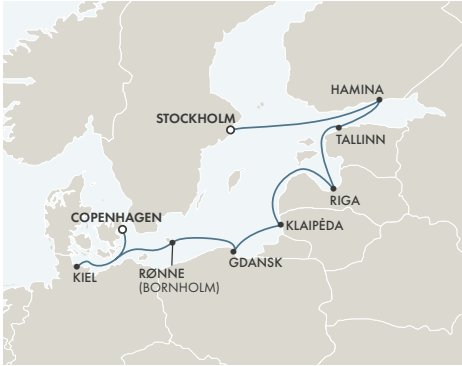 HAMINA
STOCKHOLM
TALLINN
RIGA
COPENHAGEN
KLAIPĖDA
GDANSK
KIEL
RØNNE
(BORNHOLM)